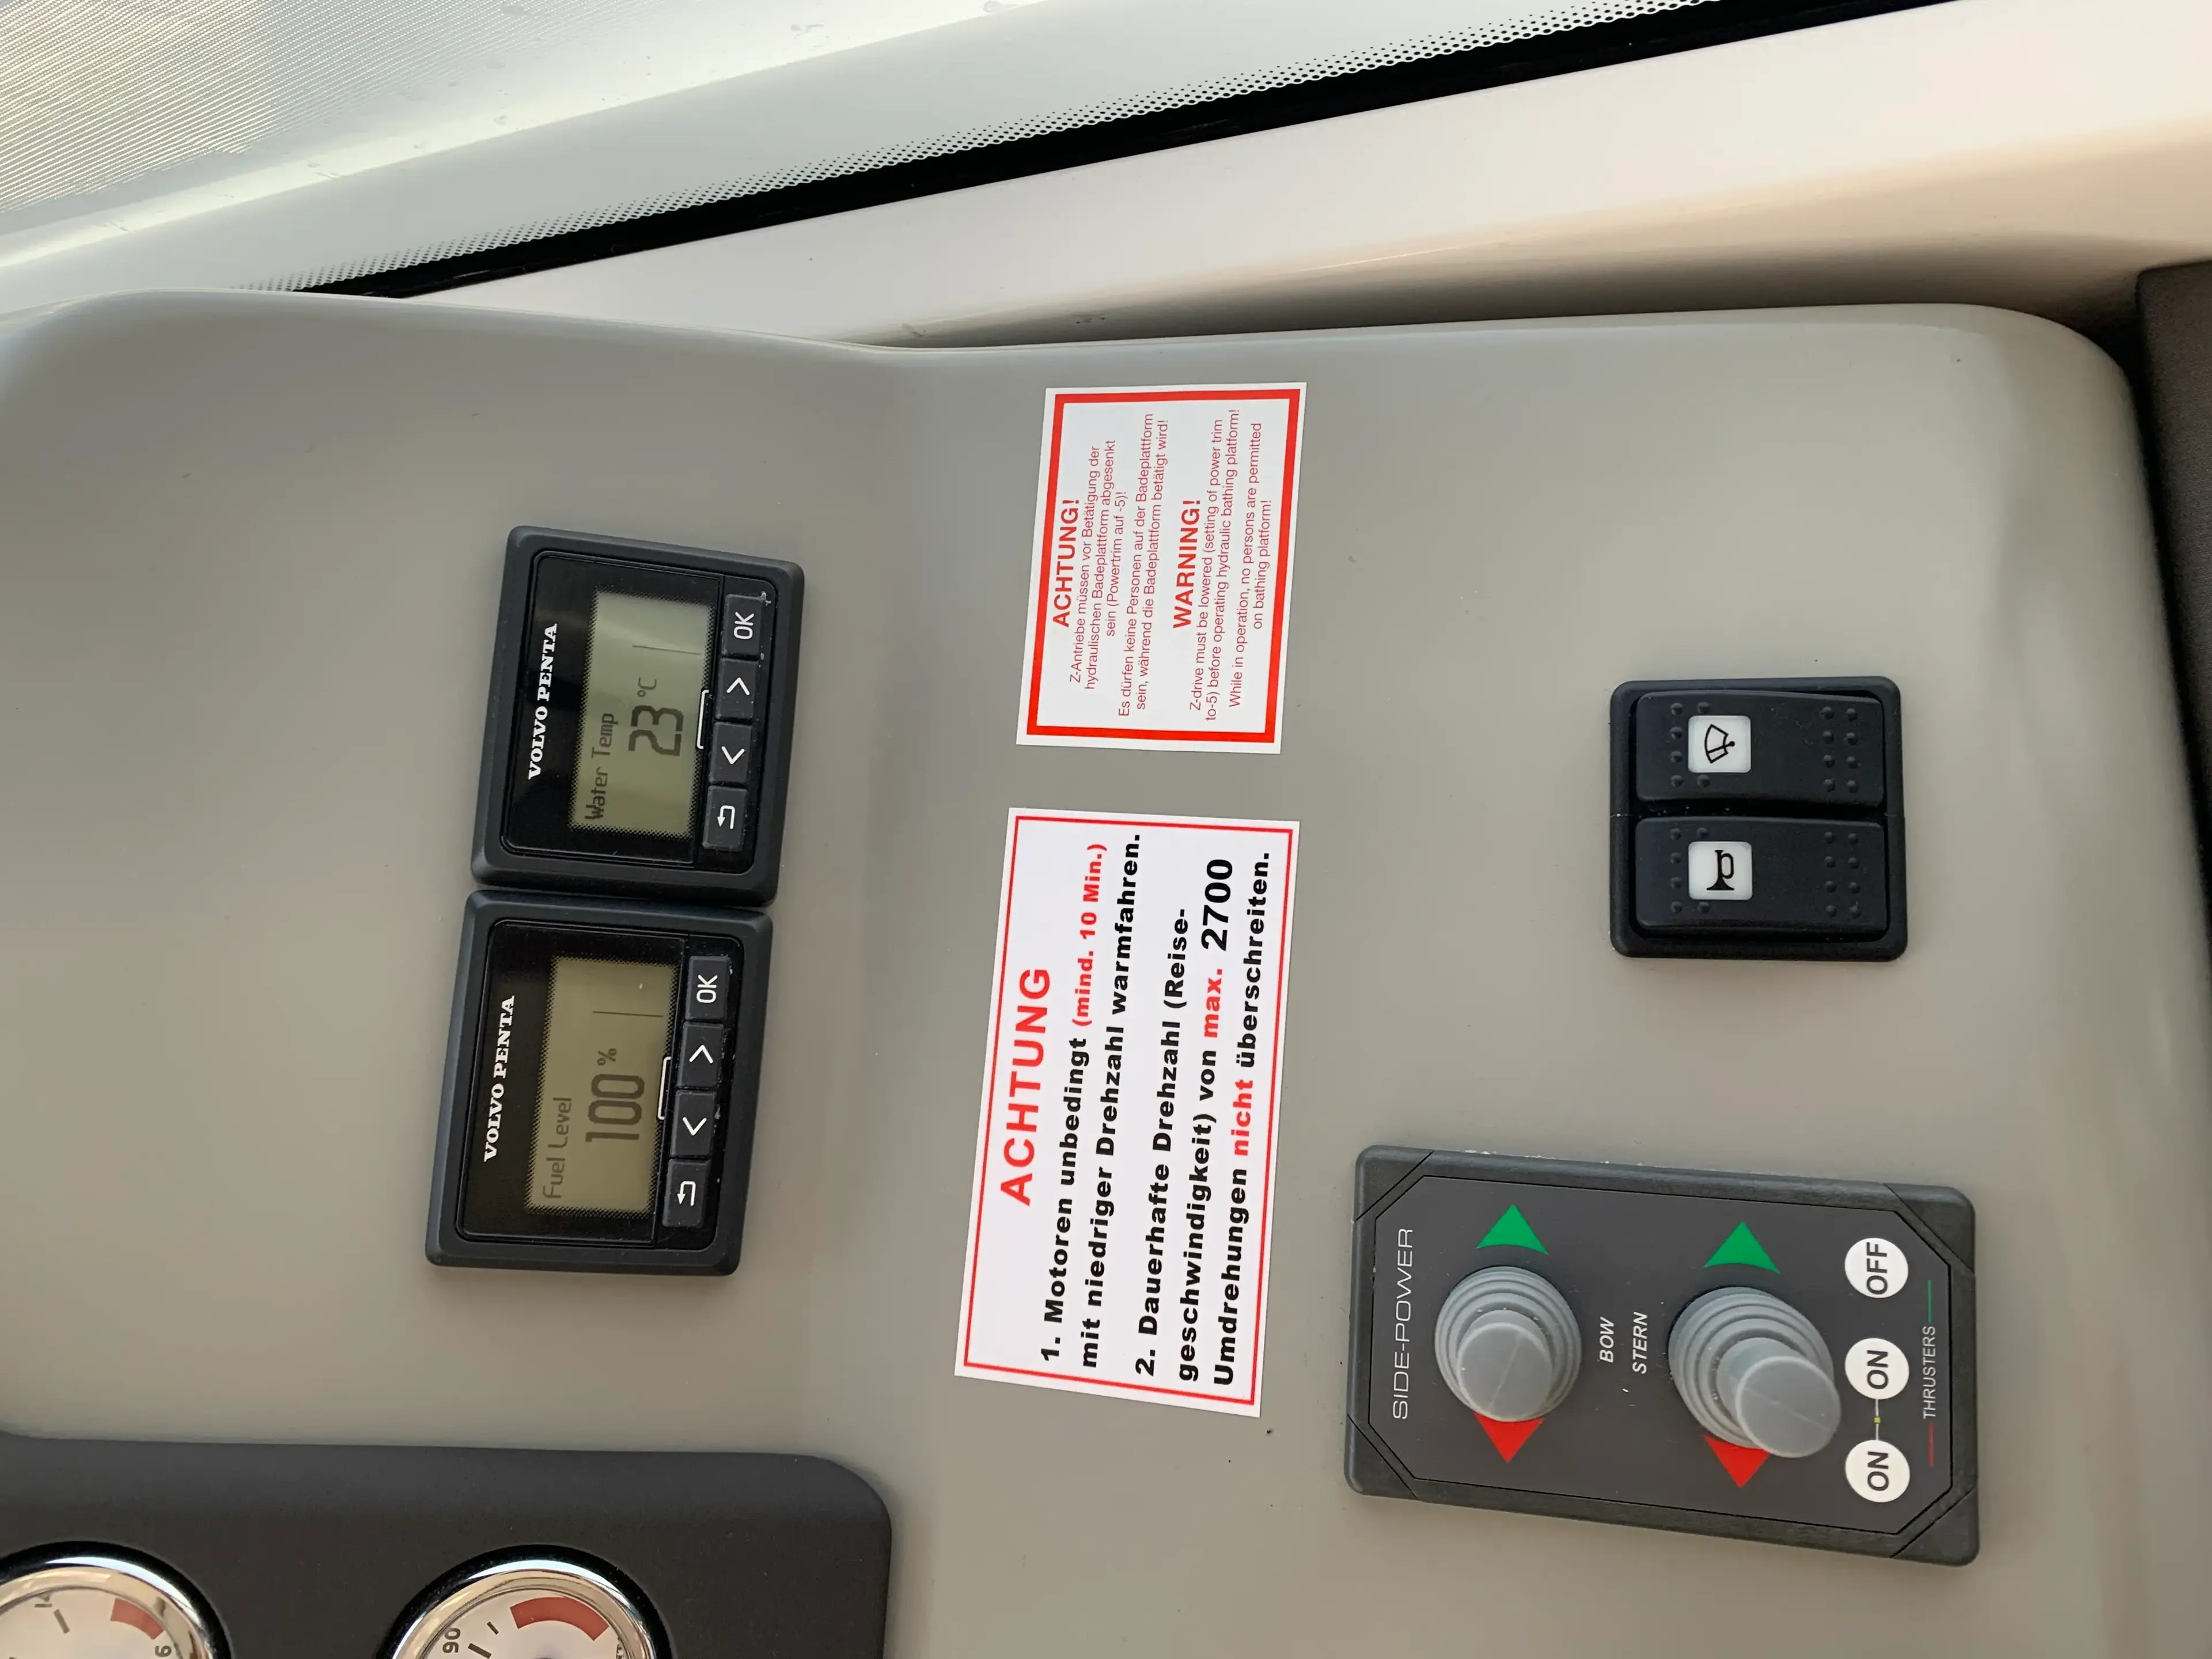 VOLVO PENTA
Fuel Level
100 %
OK
VOLVO PENTA
Water Temp
23 °C
OK
ACHTUNG
1. Motoren unbedingt (mind. 10 Min.)
mit niedriger Drehzahl warmfahren.
2. Dauerhafte Drehzahl (Reise-
geschwindigkeit) von max. 2700
Umdrehungen nicht überschreiten.
ACHTUNG!
Z-Antriebe müssen vor Betätigung der
hydraulischen Badeplattform abgesenkt
sein (Powertrim auf -5)!
Es dürfen keine Personen auf der Badeplattform
sein, während die Badeplattform betätigt wird!
WARNING!
Z-drive must be lowered (setting of power trim
to-5) before operating hydraulic bathing platform!
While in operation, no persons are permitted
on bathing platform!
SIDE-POWER
BOW
STERN
ON ON OFF
THRUSTERS
90